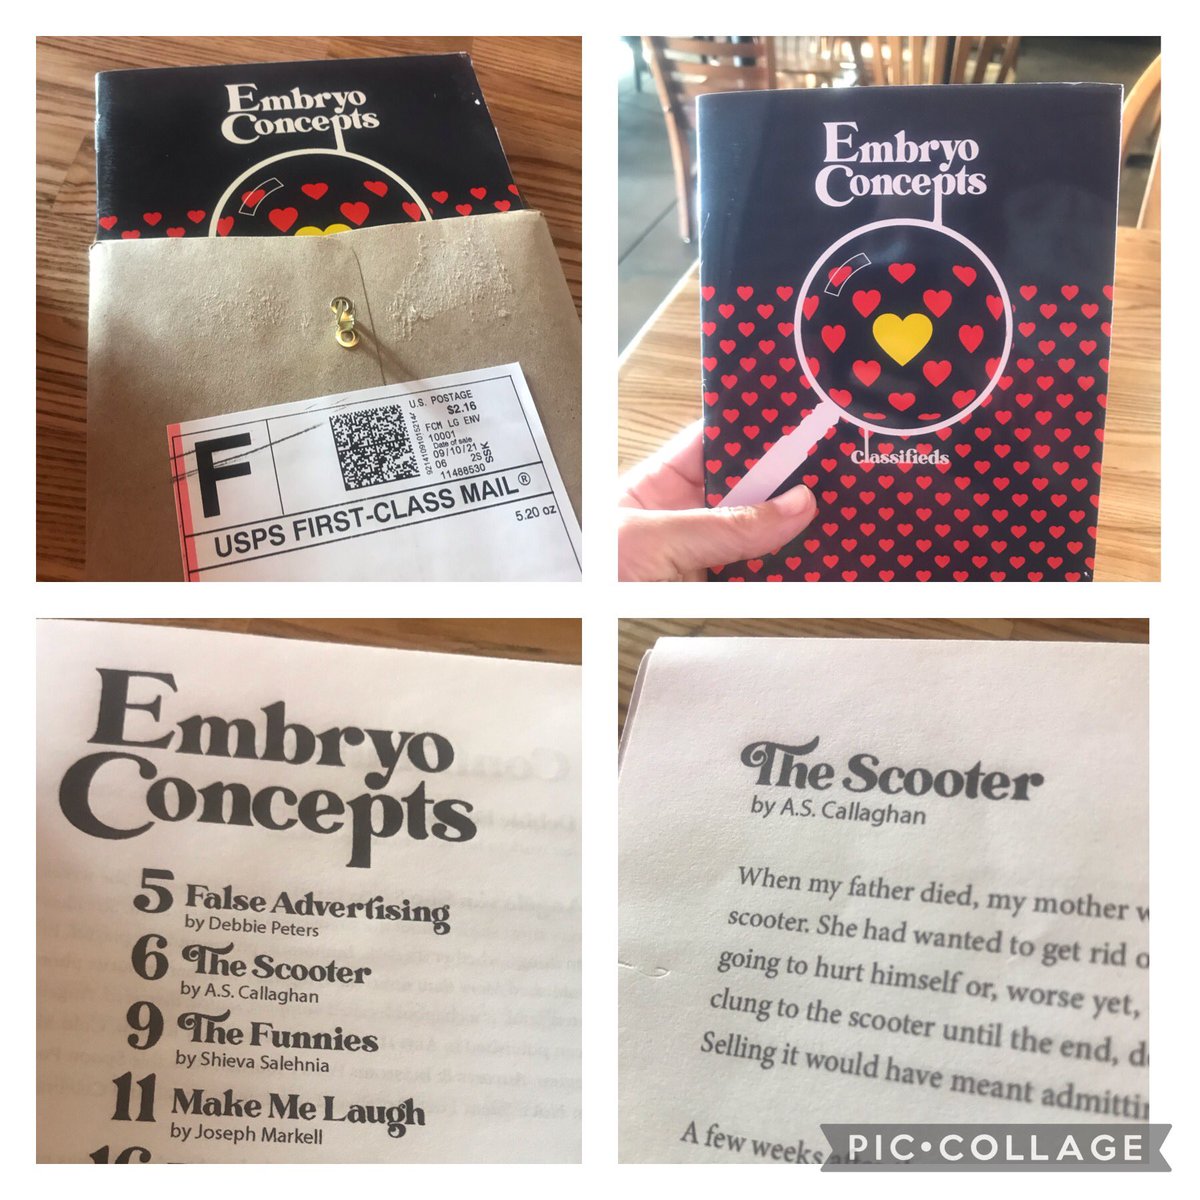 Embryo
Concepts
F
U.S. POSTAGE
$2.16
FCM LG ENV
10001
Date of sale
09/10/21
06 2S SSK
11488530
USPS FIRST-CLASS MAIL®
5.20 oz
Embryo
Concepts
Classifieds
Embryo
Concepts
5 False Advertising
by Debbie Peters
6 The Scooter
by A.S. Callaghan
9 The Funnies
by Shieva Salehnia
11 Make Me Laugh
by Joseph Markell
The Scooter
by A.S. Callaghan
When my father died, my mother
scooter. She had wanted to get rid
going to hurt himself or, worse yet,
clung to the scooter until the end,
Selling it would have meant
A few weeks
PIC•COLLAGE